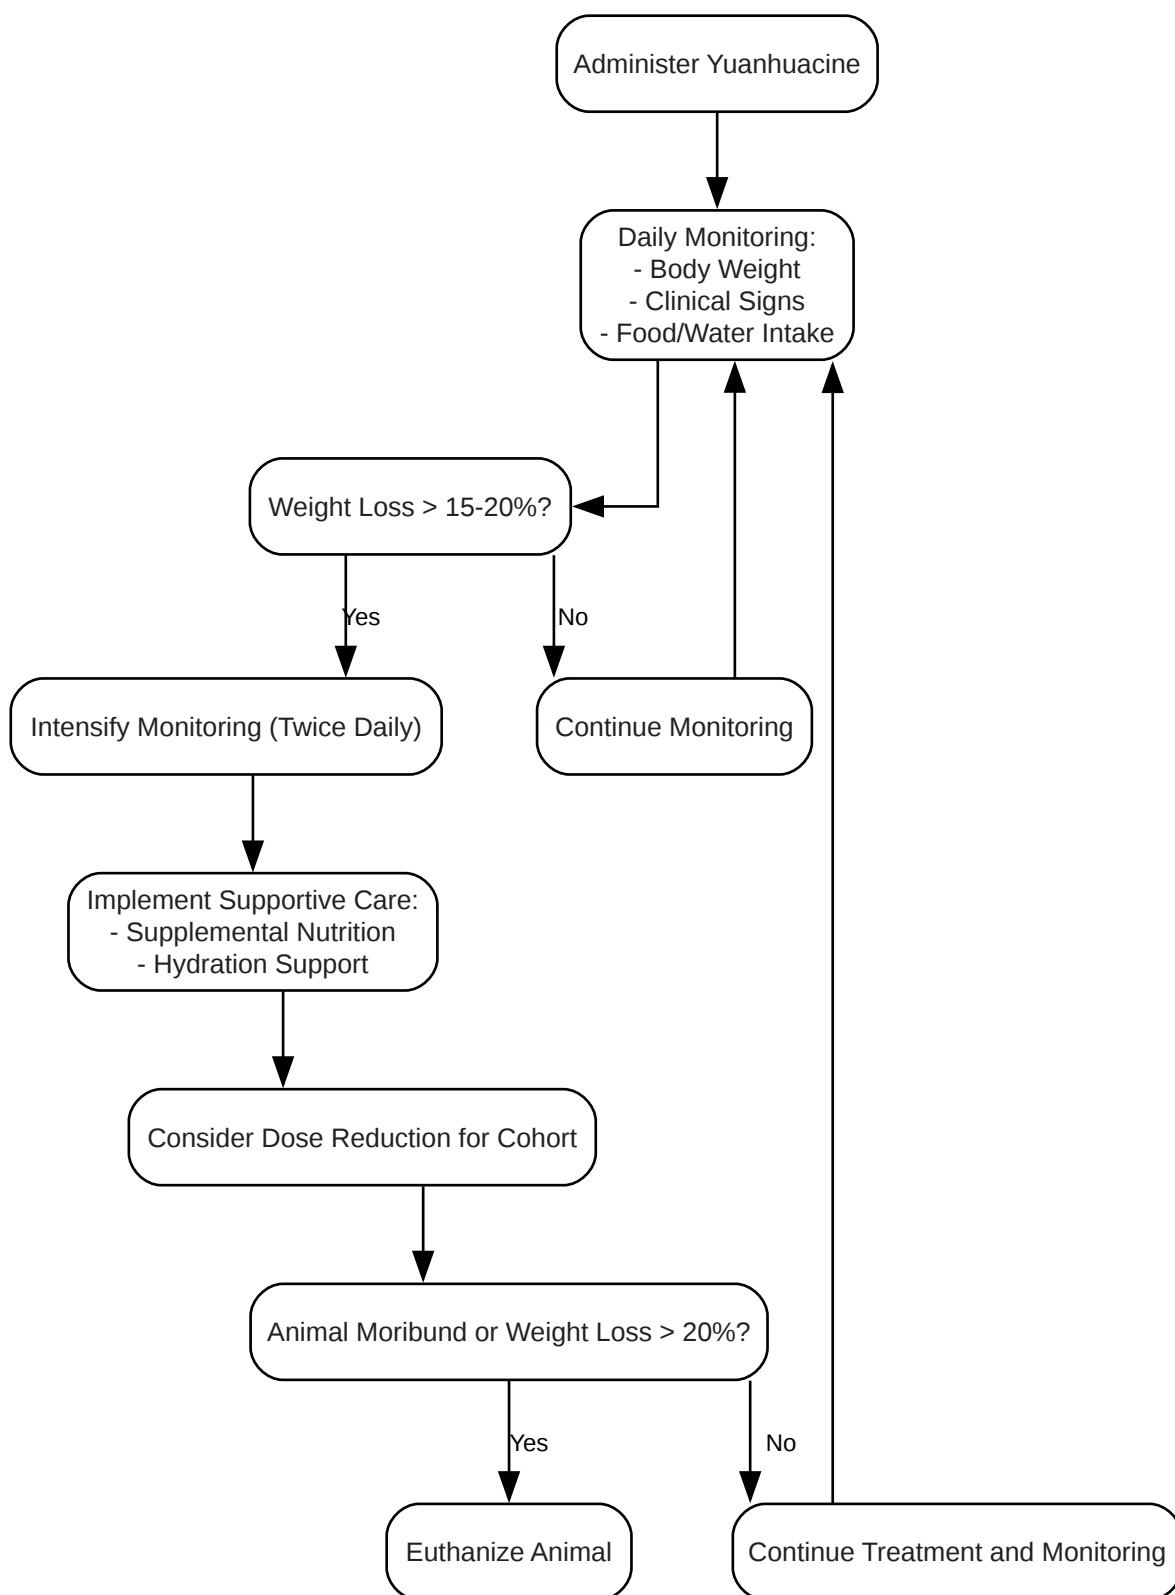 Administer Yuanhuacine
Daily Monitoring:
- Body Weight
- Clinical Signs
- Food/Water Intake
Weight Loss > 15-20%?
Yes
No
Intensify Monitoring (Twice Daily)
Continue Monitoring
Implement Supportive Care:
- Supplemental Nutrition
- Hydration Support
Consider Dose Reduction for Cohort
Animal Moribund or Weight Loss > 20%?
Yes
No
Euthanize Animal
Continue Treatment and Monitoring